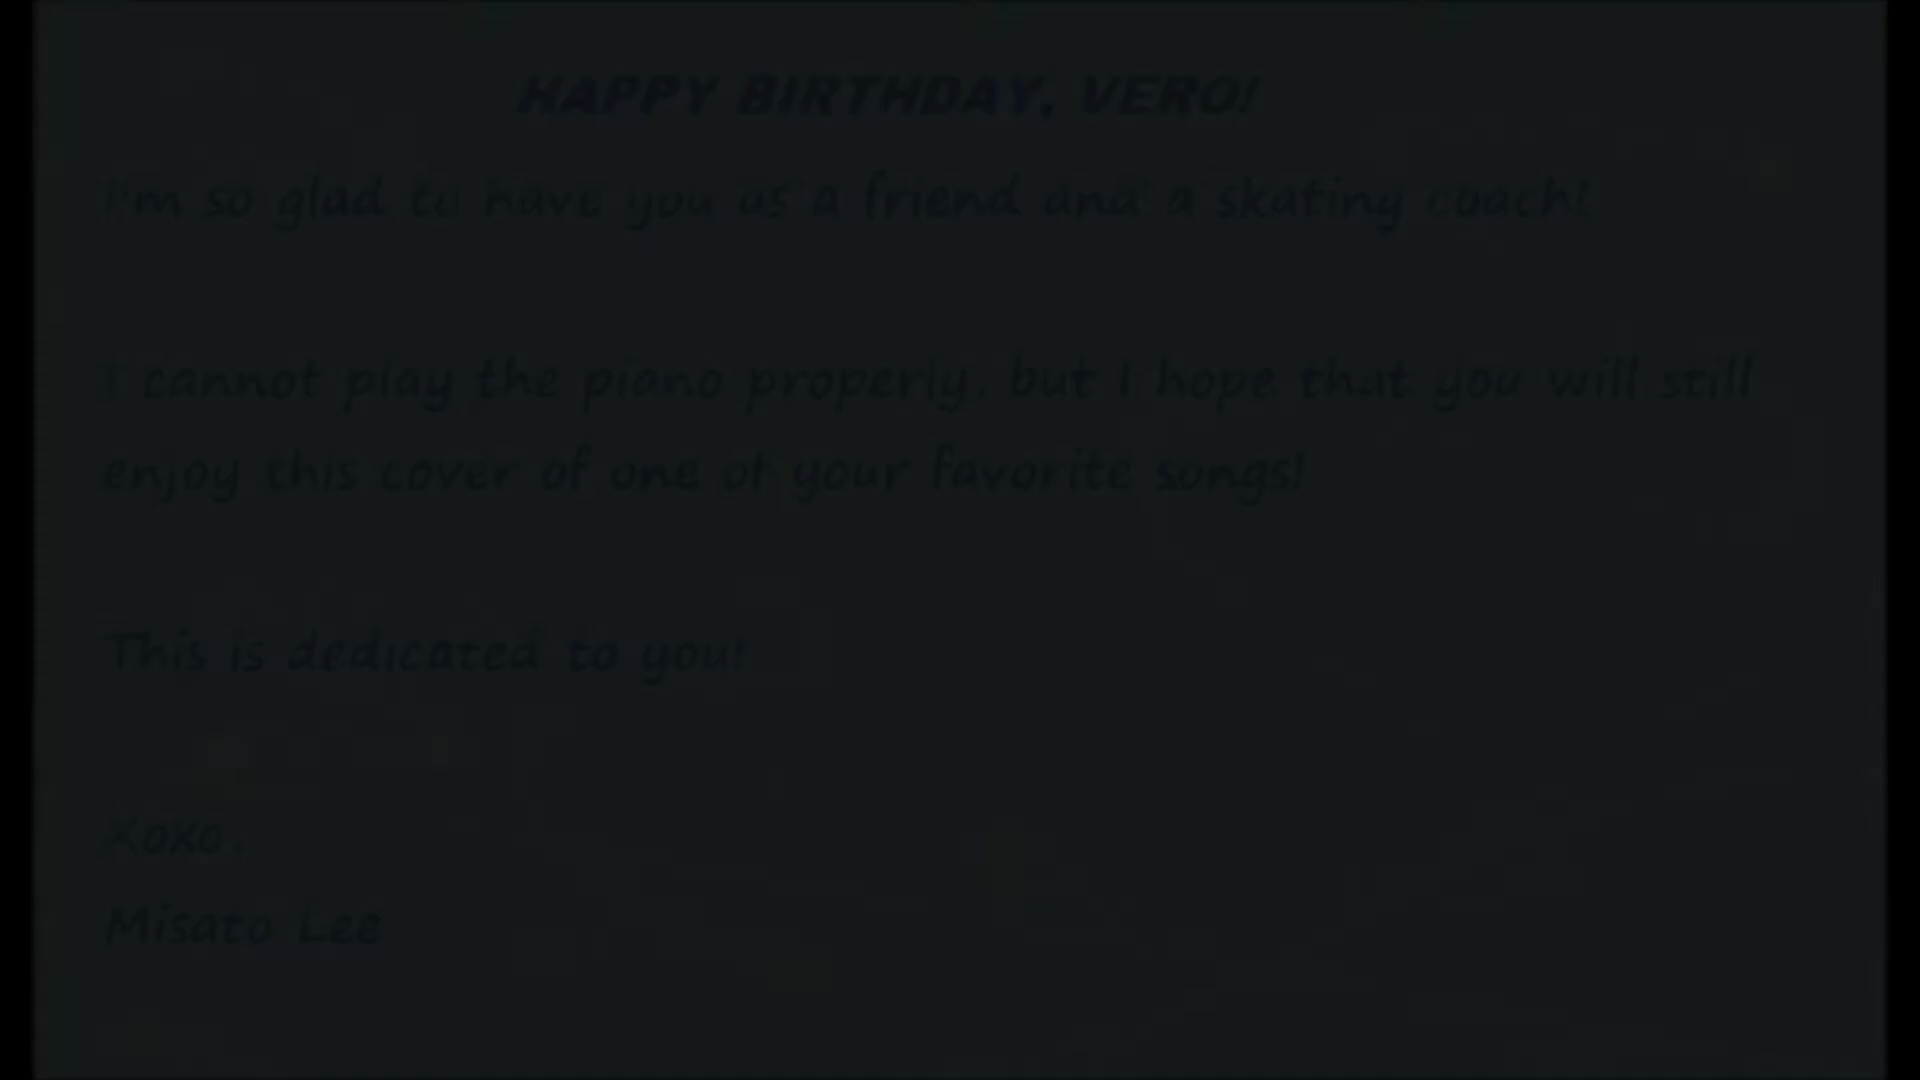 HAPPY BIRTHDAY, VERO!
I'm so glad to have you as a friend and a skating coach!
I cannot play the piano properly, but I hope that you will still
enjoy this cover of one of your favorite songs!
This is dedicated to you!
Xoxo,
Misato Lee